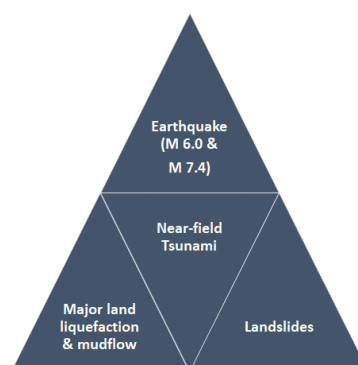 Earthquake
(M 6.0 &
M 7.4)
Near-field
Tsunami
Major land
liquefaction
& mudflow
Landslides